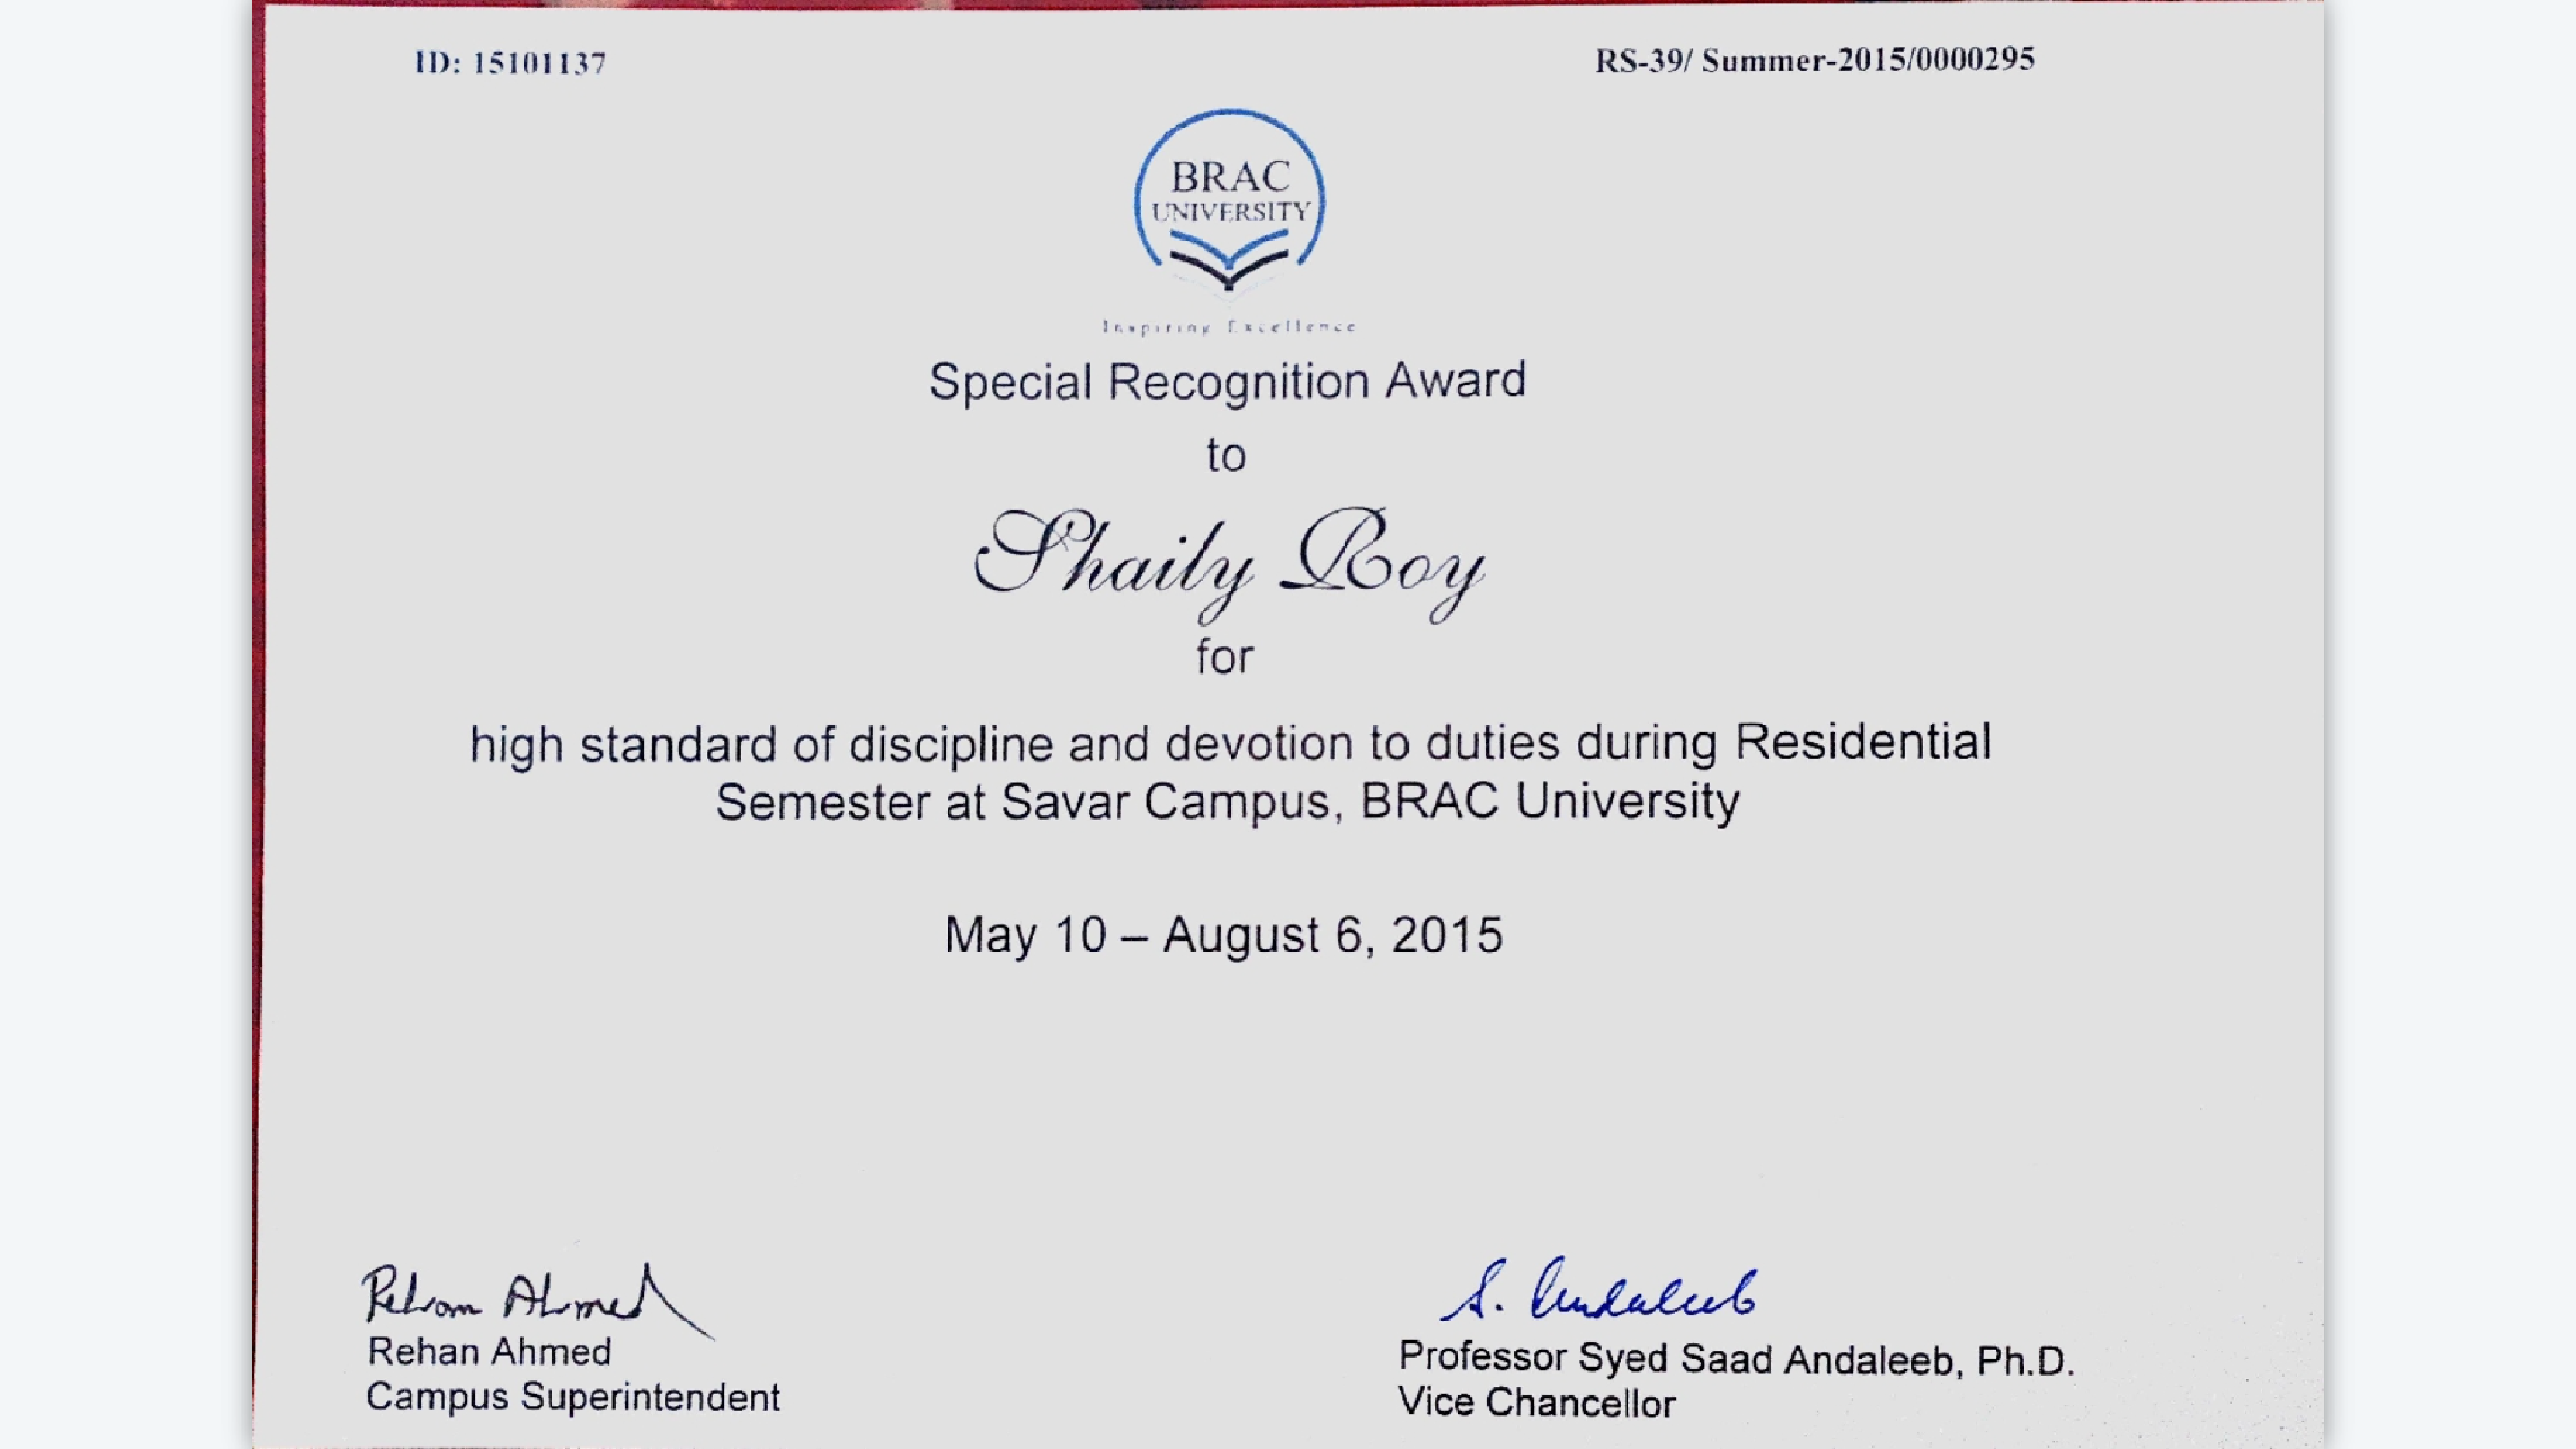 ID: 15101137
RS-39/ Summer-2015/0000295
BRAC
UNIVERSITY
Inspiring Excellence
Special Recognition Award
to
Shaily Roy
for
high standard of discipline and devotion to duties during Residential
Semester at Savar Campus, BRAC University
May 10 – August 6, 2015
Rehan Ahmed
S. Andaleeb
Rehan Ahmed
Professor Syed Saad Andaleeb, Ph.D.
Campus Superintendent
Vice Chancellor